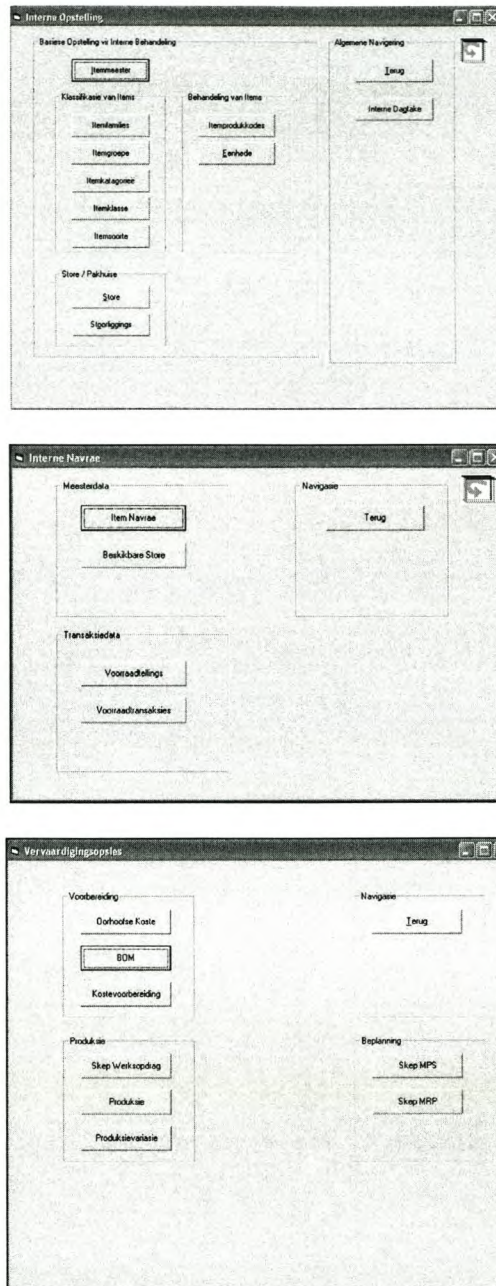 Interne Opstelling
Basiese Opstelling vir Interne Behandeling
Itemmeester
Klassifikasie van Items
Itemfamilies
Itemgroepe
Itemkatagorieë
Itemklasse
Itemsoorte
Behandeling van Items
Itemprodukkodes
Eenhede
Store / Pakhuise
Store
Stoorliggings
Algemene Navigering
Terug
Interne Dagtake
Interne Navrae
Meesterdata
Item Navrae
Beskikbare Store
Navigasie
Terug
Transaksiedata
Voorraadtellings
Voorraadtransaksies
Vervaardigingsopsies
Voorbereiding
Oorhoofse Koste
BOM
Kostevoorbereiding
Navigasie
Terug
Produksie
Skep Werksopdrag
Produksie
Produksievariasie
Beplanning
Skep MPS
Skep MRP